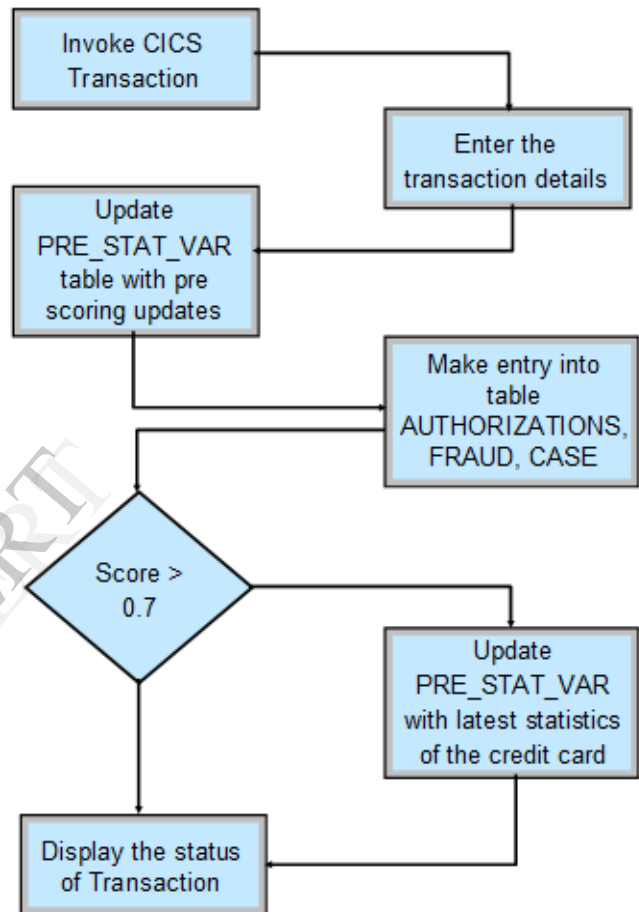 Invoke CICS
Transaction
Enter the
transaction details
Update
PRE_STAT_VAR
table with pre
scoring updates
Make entry into
table
AUTHORIZATIONS,
FRAUD, CASE
Score >
0.7
Update
PRE_STAT_VAR
with latest statistics
of the credit card
Display the status
of Transaction